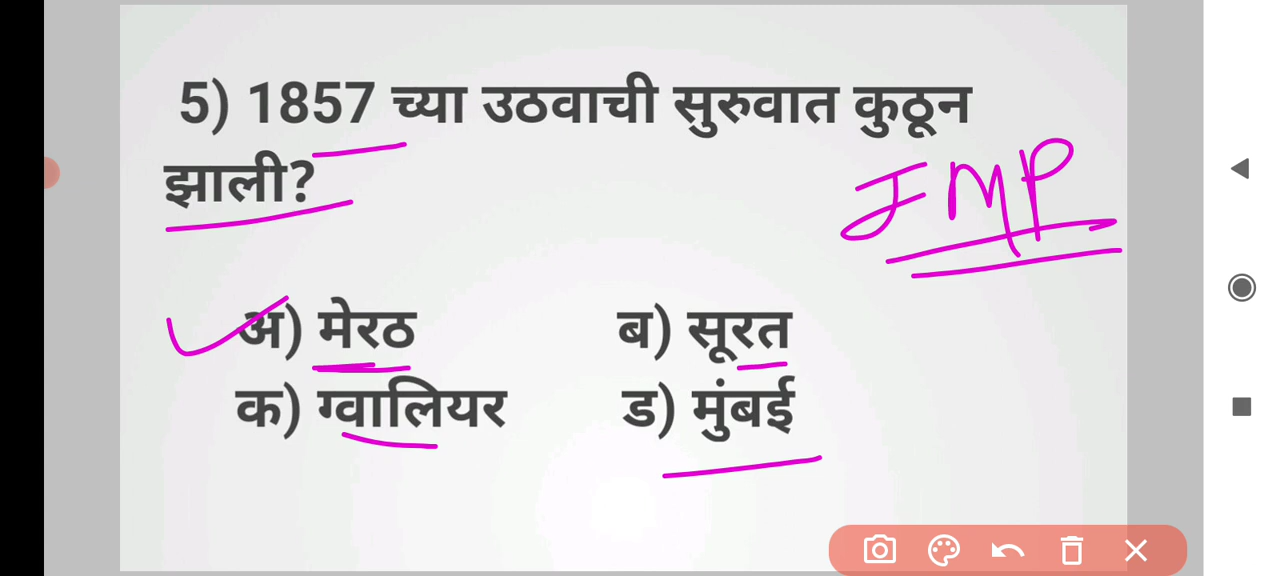 5) 1857 च्या उठवाची सुरुवात कुठून
झाली?
IMP
अ) मेरठ ब) सूरत
क) ग्वालियर ड) मुंबई